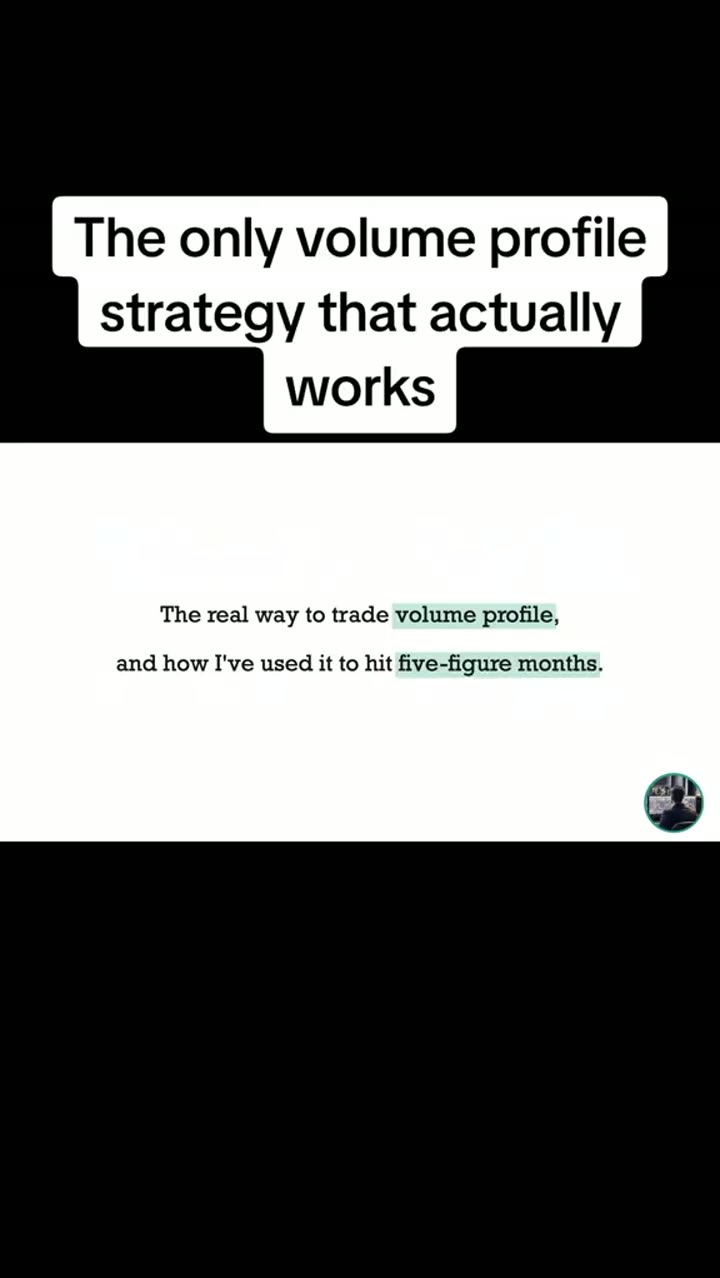 The only volume profile
strategy that actually
works
The real way to trade volume profile,
and how I've used it to hit five-figure months.